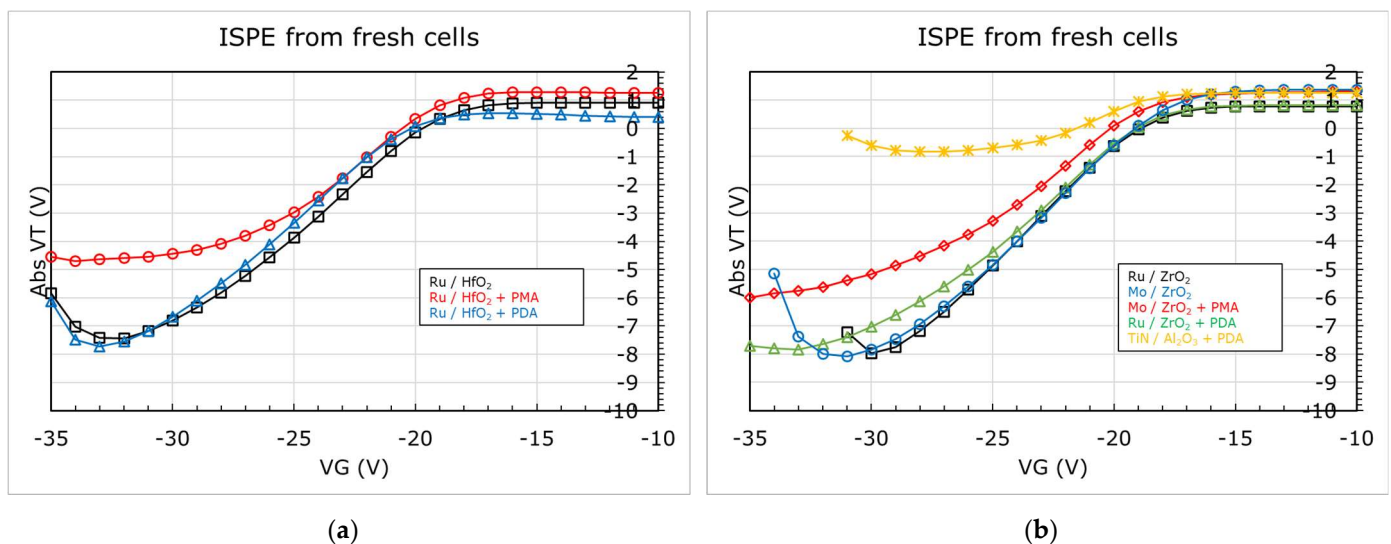 ISPE from fresh cells
Abs VT (V)
2
0
-1
-2
-3
-4
-5
-6
-7
-8
-9
-10
Ru / HfO₂
Ru / HfO₂ + PMA
Ru / HfO₂ + PDA
-35 -30 -25 -20 -15 -10
VG (V)
(a)
ISPE from fresh cells
Abs VT (V)
2
0
-1
-2
-3
-4
-5
-6
-7
-8
-9
-10
Ru / ZrO₂
Mo / ZrO₂
Mo / ZrO₂ + PMA
Ru / ZrO₂ + PDA
TiN / Al₂O₃ + PDA
-35 -30 -25 -20 -15 -10
VG (V)
(b)